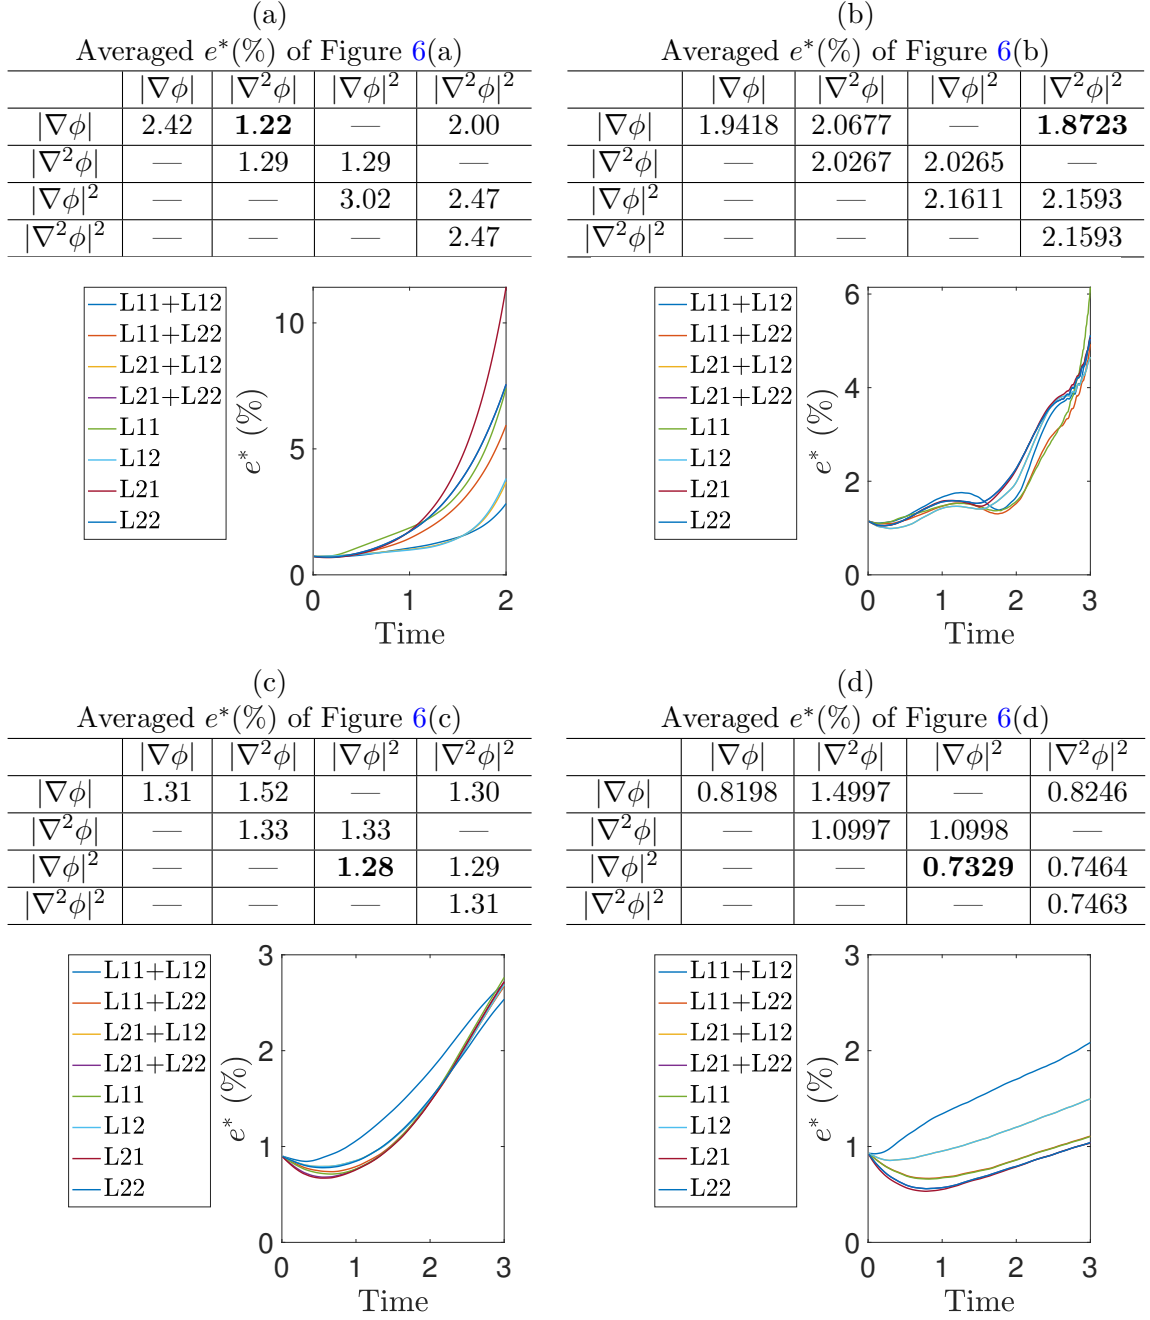 (a)
Averaged e*(%) of Figure 6(a)
|∇ϕ| |∇²ϕ| |∇ϕ|² |∇²ϕ|²
|∇ϕ| 2.42 1.22 — 2.00
|∇²ϕ| — 1.29 1.29 —
|∇ϕ|² — — 3.02 2.47
|∇²ϕ|² — — — 2.47
L11+L12
L11+L22
L21+L12
L21+L22
L11
L12
L21
L22
e* (%)
10
5
0
0 1 2
Time
(b)
Averaged e*(%) of Figure 6(b)
|∇ϕ| |∇²ϕ| |∇ϕ|² |∇²ϕ|²
|∇ϕ| 1.9418 2.0677 — 1.8723
|∇²ϕ| — 2.0267 2.0265 —
|∇ϕ|² — — 2.1611 2.1593
|∇²ϕ|² — — — 2.1593
L11+L12
L11+L22
L21+L12
L21+L22
L11
L12
L21
L22
e* (%)
6
4
2
0
0 1 2 3
Time
(c)
Averaged e*(%) of Figure 6(c)
|∇ϕ| |∇²ϕ| |∇ϕ|² |∇²ϕ|²
|∇ϕ| 1.31 1.52 — 1.30
|∇²ϕ| — 1.33 1.33 —
|∇ϕ|² — — 1.28 1.29
|∇²ϕ|² — — — 1.31
L11+L12
L11+L22
L21+L12
L21+L22
L11
L12
L21
L22
e* (%)
3
2
1
0
0 1 2 3
Time
(d)
Averaged e*(%) of Figure 6(d)
|∇ϕ| |∇²ϕ| |∇ϕ|² |∇²ϕ|²
|∇ϕ| 0.8198 1.4997 — 0.8246
|∇²ϕ| — 1.0997 1.0998 —
|∇ϕ|² — — 0.7329 0.7464
|∇²ϕ|² — — — 0.7463
L11+L12
L11+L22
L21+L12
L21+L22
L11
L12
L21
L22
e* (%)
3
2
1
0
0 1 2 3
Time